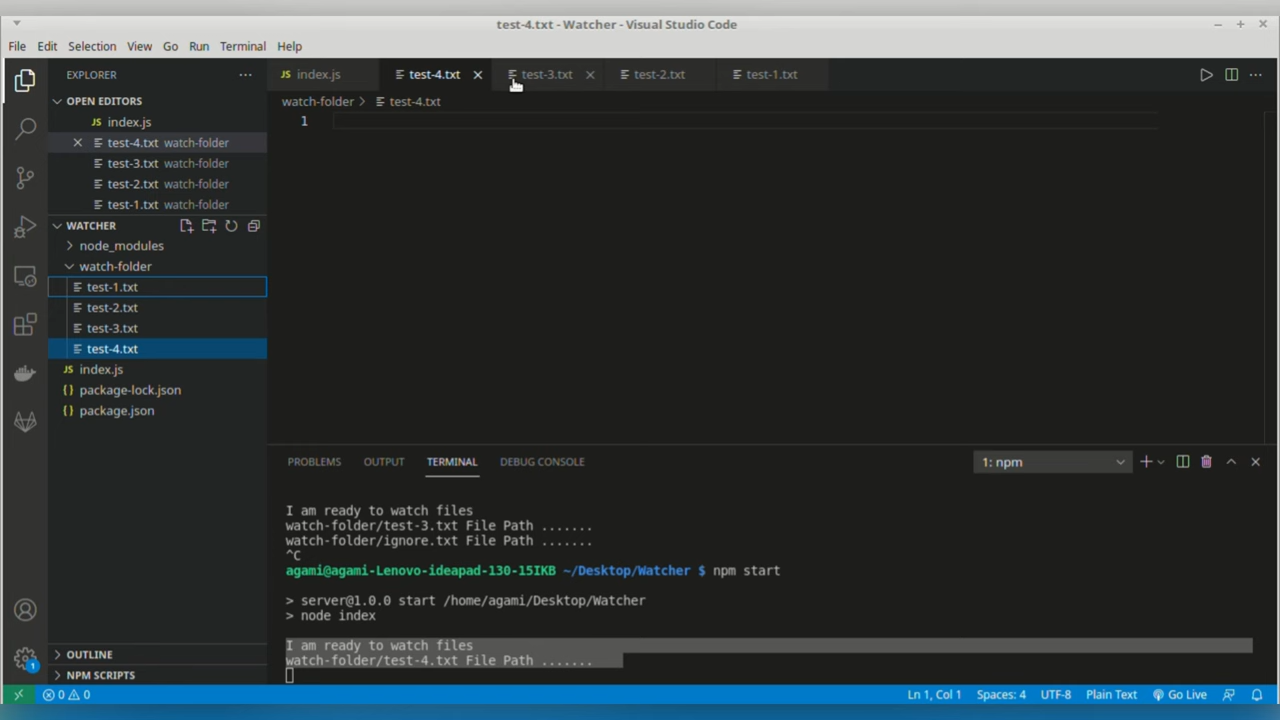 test-4.txt - Watcher - Visual Studio Code
File Edit Selection View Go Run Terminal Help
EXPLORER
JS index.js
test-4.txt
test-3.txt
test-2.txt
test-1.txt
OPEN EDITORS
watch-folder > test-4.txt
JS index.js
1
test-4.txt watch-folder
test-3.txt watch-folder
test-2.txt watch-folder
test-1.txt watch-folder
WATCHER
node_modules
watch-folder
test-1.txt
test-2.txt
test-3.txt
test-4.txt
JS index.js
{} package-lock.json
{} package.json
PROBLEMS OUTPUT TERMINAL DEBUG CONSOLE
1: npm
I am ready to watch files
watch-folder/test-3.txt File Path .......
watch-folder/ignore.txt File Path .......
^C
agami@agami-Lenovo-ideapad-130-15IKB ~/Desktop/Watcher $ npm start
> server@1.0.0 start /home/agami/Desktop/Watcher
> node index
I am ready to watch files
watch-folder/test-4.txt File Path .......
OUTLINE
NPM SCRIPTS
1
0 0
Ln 1, Col 1 Spaces: 4 UTF-8 Plain Text Go Live